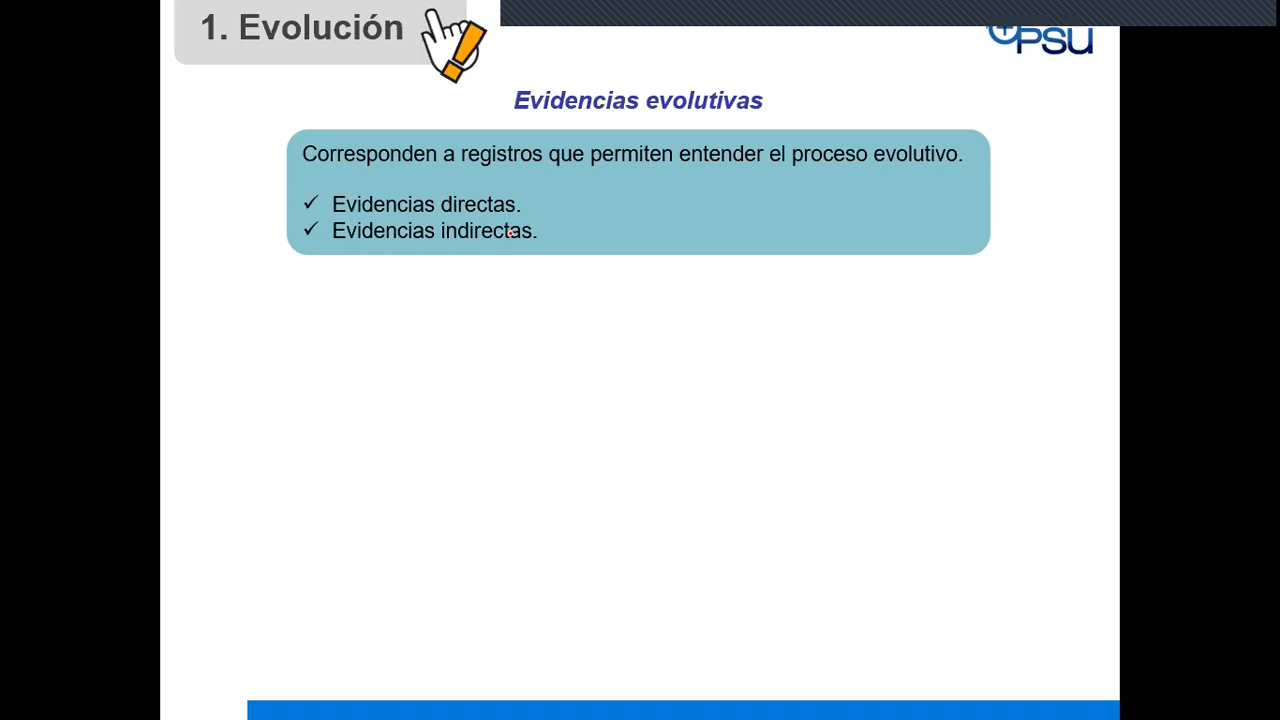 1. Evolución
PSU
Evidencias evolutivas
Corresponden a registros que permiten entender el proceso evolutivo.
✓ Evidencias directas.
✓ Evidencias indirectas.